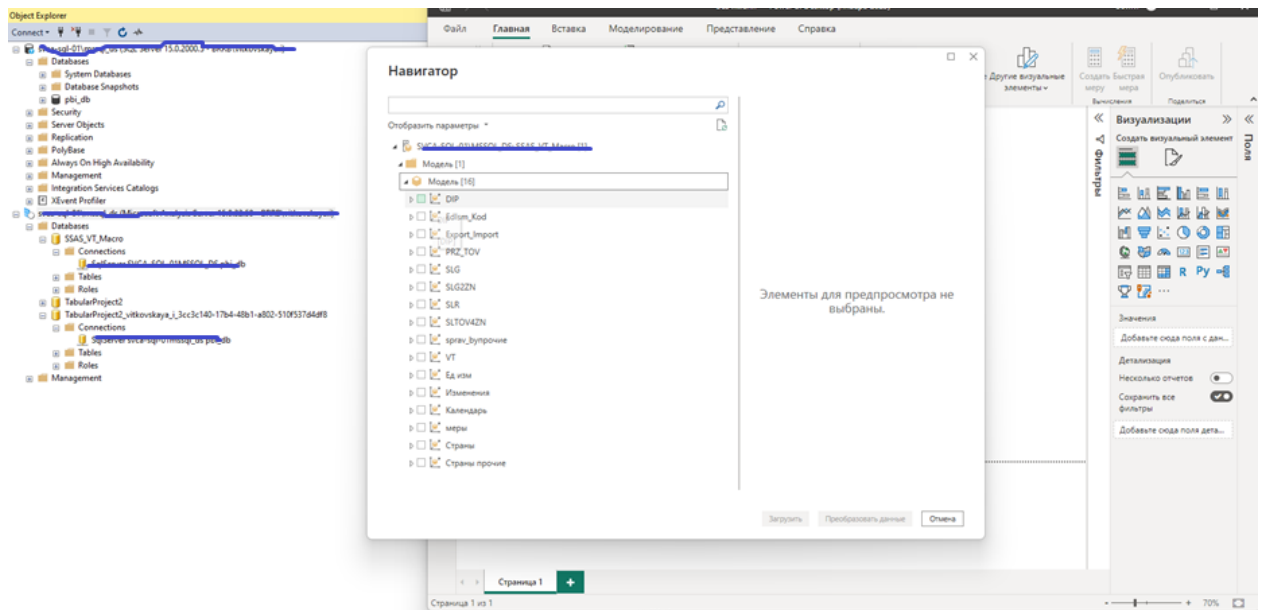 Object Explorer
Connect
Databases
System Databases
Database Snapshots
pbi_db
Security
Server Objects
Replication
PolyBase
Always On High Availability
Management
Integration Services Catalogs
XEvent Profiler
Databases
SSAS_VT_Macro
Connections
Tables
Roles
TabularProject2
TabularProject2_vitkovskaya_i_3cc3c140-17b4-48b1-a802-510f537d4df8
Connections
Tables
Roles
Management
Файл Главная Вставка Моделирование Представление Справка
Другие визуальные элементы
Создать меру
Быстрая мера
Опубликовать
Вычисления
Поделиться
Навигатор
Отобразить параметры
Модель [1]
Модель [16]
DIP
Edism_Kod
Export_Import
PRZ_TOV
SLG
SLG2ZN
SLR
SLTOV4ZN
sprav_bynpочие
VT
Ед изм
Изменения
Календарь
меры
Страны
Страны прочие
Элементы для предпросмотра не
выбраны.
Загрузить Преобразовать данные Отмена
Фильтры
Визуализации
Создать визуальный элемент
Поля
R Py
Значения
Добавьте сюда поля с дан...
Детализация
Несколько отчетов
Сохранить все
фильтры
Добавьте сюда поля дета...
Страница 1
Страница 1 из 1
70%